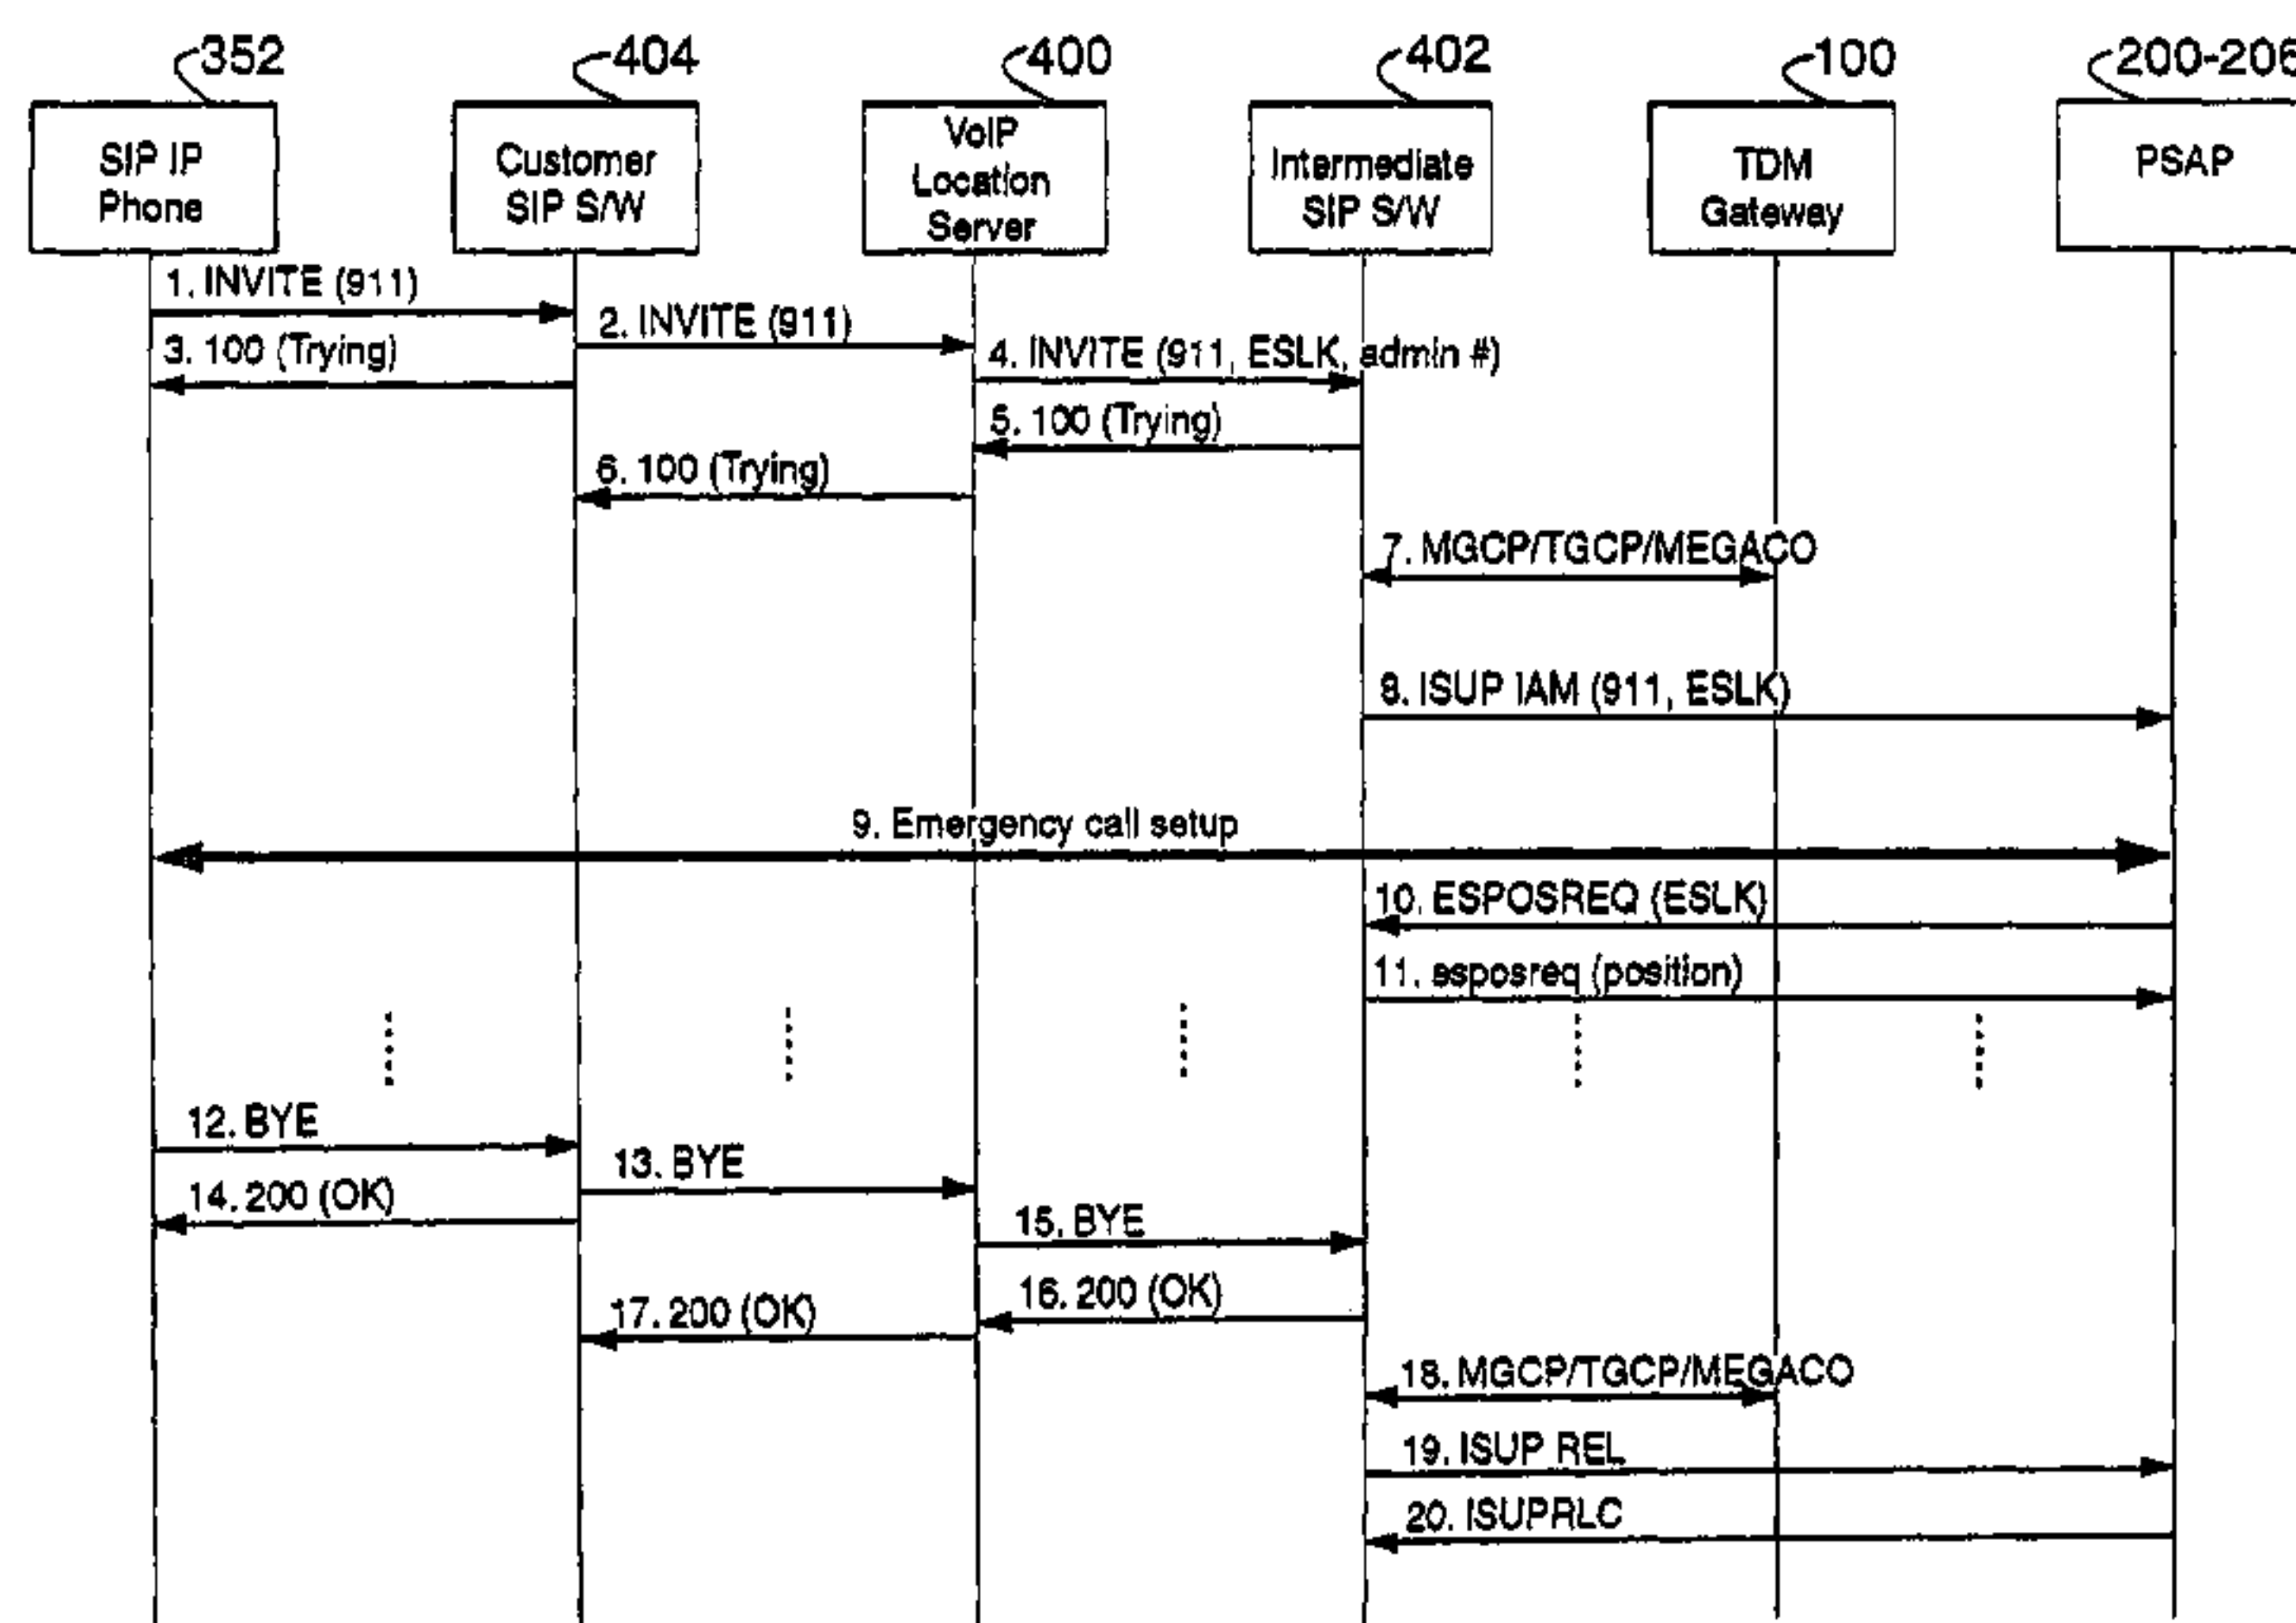 352
404
400
402
100
200-206
SIP IP
Phone
Customer
SIP S/W
VoIP
Location
Server
Intermediate
SIP S/W
TDM
Gateway
PSAP
1. INVITE (911)
2. INVITE (911)
3. 100 (Trying)
4. INVITE (911, ESLK, admin #)
5. 100 (Trying)
6. 100 (Trying)
7. MGCP/TGCP/MEGACO
8. ISUP IAM (911, ESLK)
9. Emergency call setup
10. ESPOSREQ (ESLK)
11. esposreq (position)
12. BYE
13. BYE
14. 200 (OK)
15. BYE
16. 200 (OK)
17. 200 (OK)
18. MGCP/TGCP/MEGACO
19. ISUP REL
20. ISUPRLC